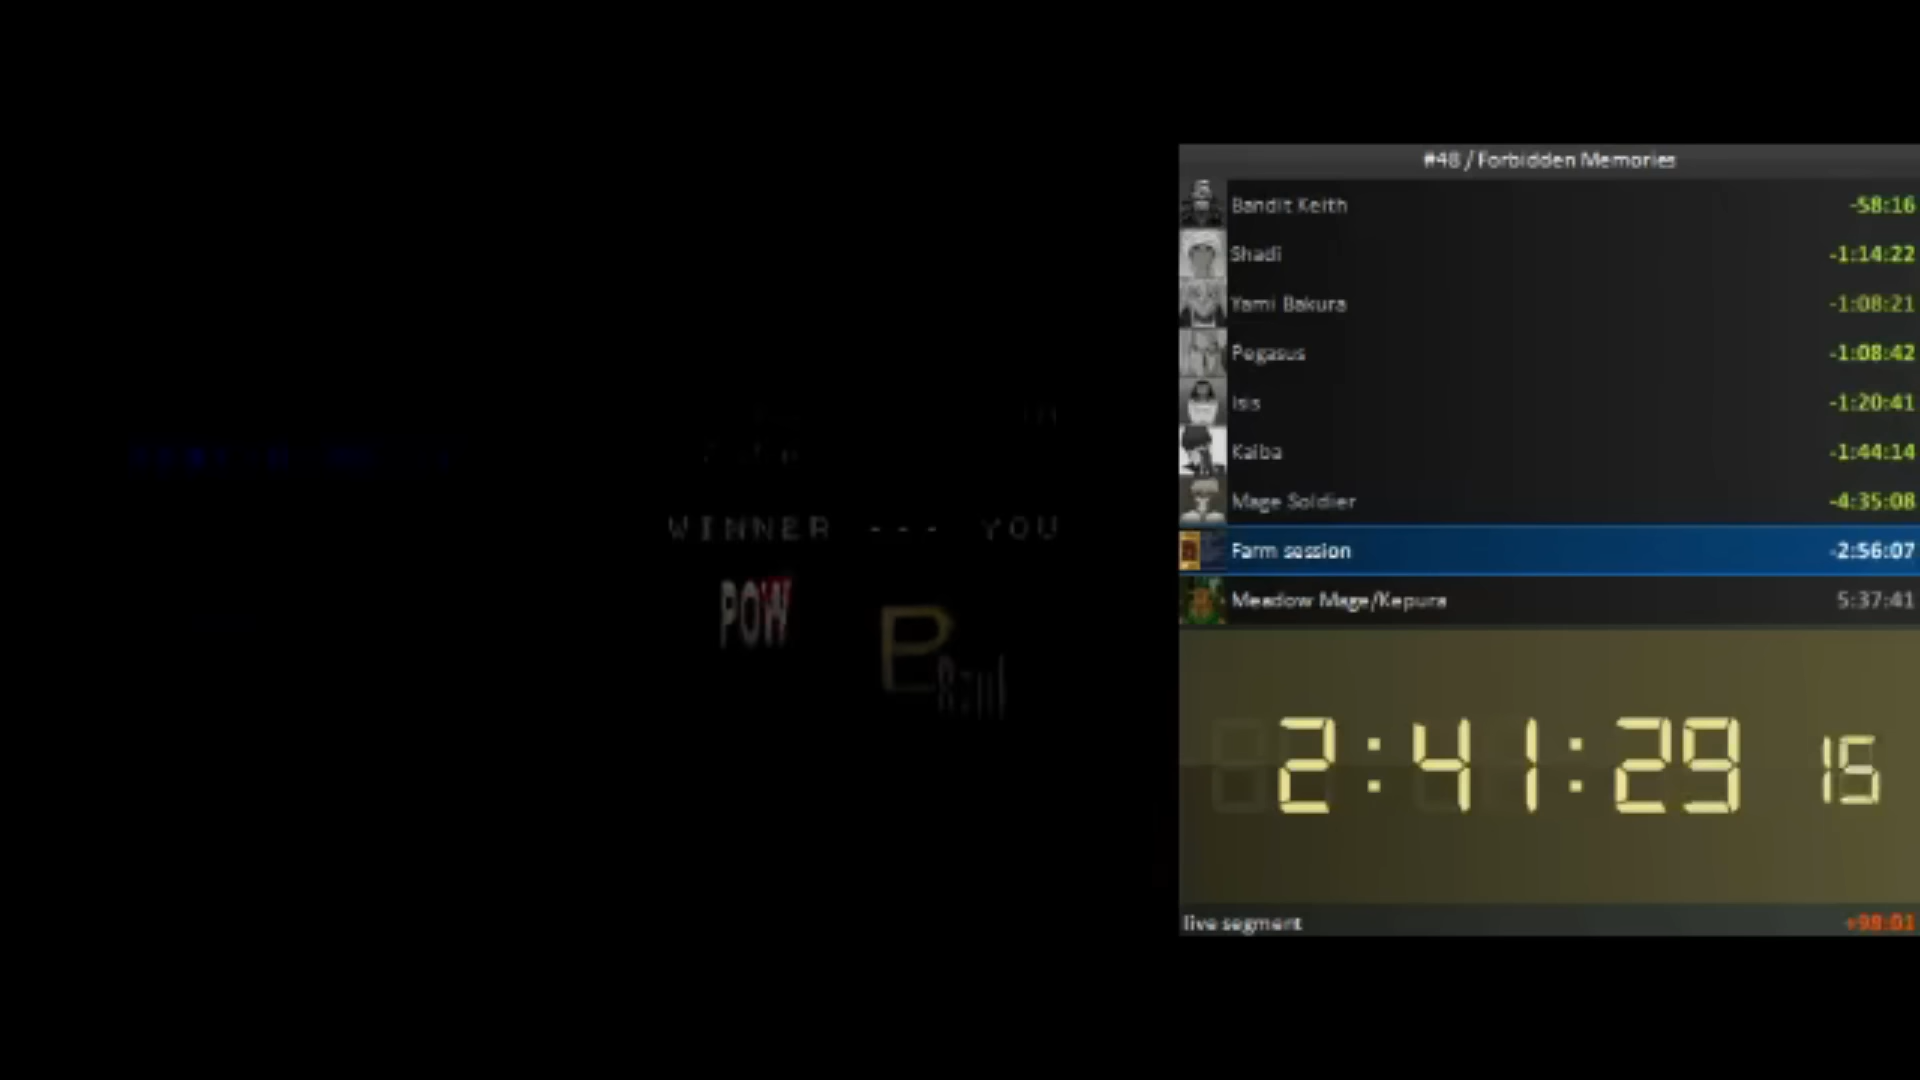 WINNER --- YOU
POW
P
#48 / Forbidden Memories
Bandit Keith -58:16
Shadi -1:14:22
Yami Bakura -1:08:21
Pegasus -1:08:42
Isis -1:20:41
Kaiba -1:44:14
Mage Soldier -4:35:08
Farm session -2:56:07
Meadow Mage/Kepura 5:37:41
2:41:29 15
live segment +98:01